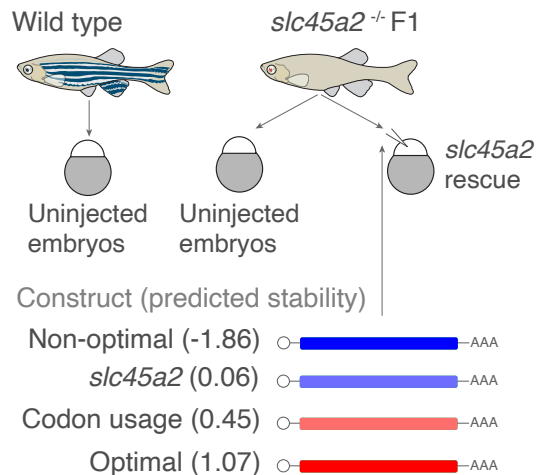 Wild type
slc45a2 -/- F1
slc45a2
rescue
Uninjected
embryos
Uninjected
embryos
Construct (predicted stability)
Non-optimal (-1.86)
AAA
slc45a2 (0.06)
AAA
Codon usage (0.45)
AAA
Optimal (1.07)
AAA